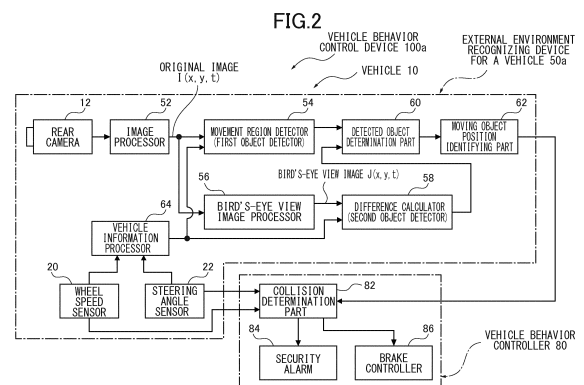 FIG.2
VEHICLE BEHAVIOR
CONTROL DEVICE 100a
EXTERNAL ENVIRONMENT
RECOGNIZING DEVICE
FOR A VEHICLE 50a
ORIGINAL IMAGE
I(x, y, t)
VEHICLE 10
12
52
54
60
62
REAR
CAMERA
IMAGE
PROCESSOR
MOVEMENT REGION DETECTOR
(FIRST OBJECT DETECTOR)
DETECTED OBJECT
DETERMINATION PART
MOVING OBJECT
POSITION
IDENTIFYING PART
BIRD'S-EYE VIEW IMAGE J(x, y, t)
56
58
BIRD'S-EYE VIEW
IMAGE PROCESSOR
DIFFERENCE CALCULATOR
(SECOND OBJECT DETECTOR)
64
VEHICLE
INFORMATION
PROCESSOR
20
22
WHEEL
SPEED
SENSOR
STEERING
ANGLE
SENSOR
82
COLLISION
DETERMINATION
PART
84
86
SECURITY
ALARM
BRAKE
CONTROLLER
VEHICLE BEHAVIOR
CONTROLLER 80